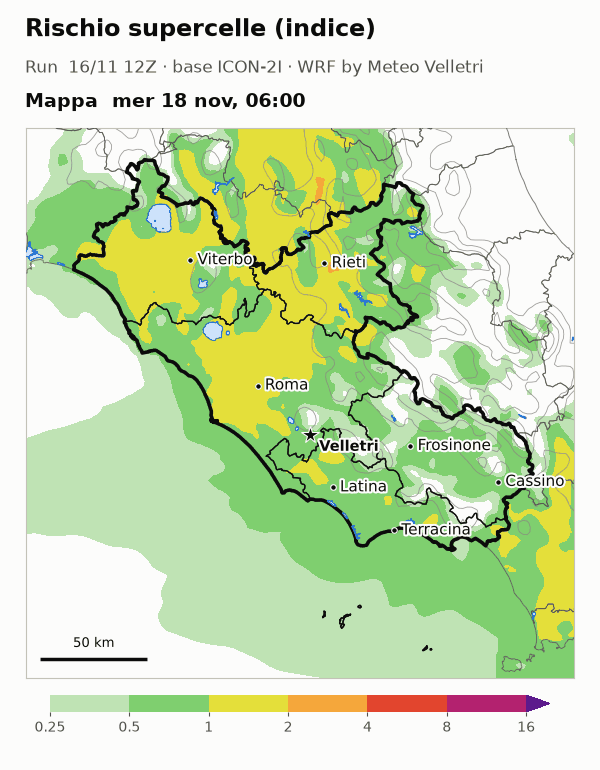 Rischio supercelle (indice)
Run  16/11 12Z · base ICON-2I · WRF by Meteo Velletri
Mappa  mer 18 nov, 06:00
Viterbo
Rieti
Roma
Velletri
Frosinone
Cassino
Latina
Terracina
50 km
0.25 0.5 1 2 4 8 16